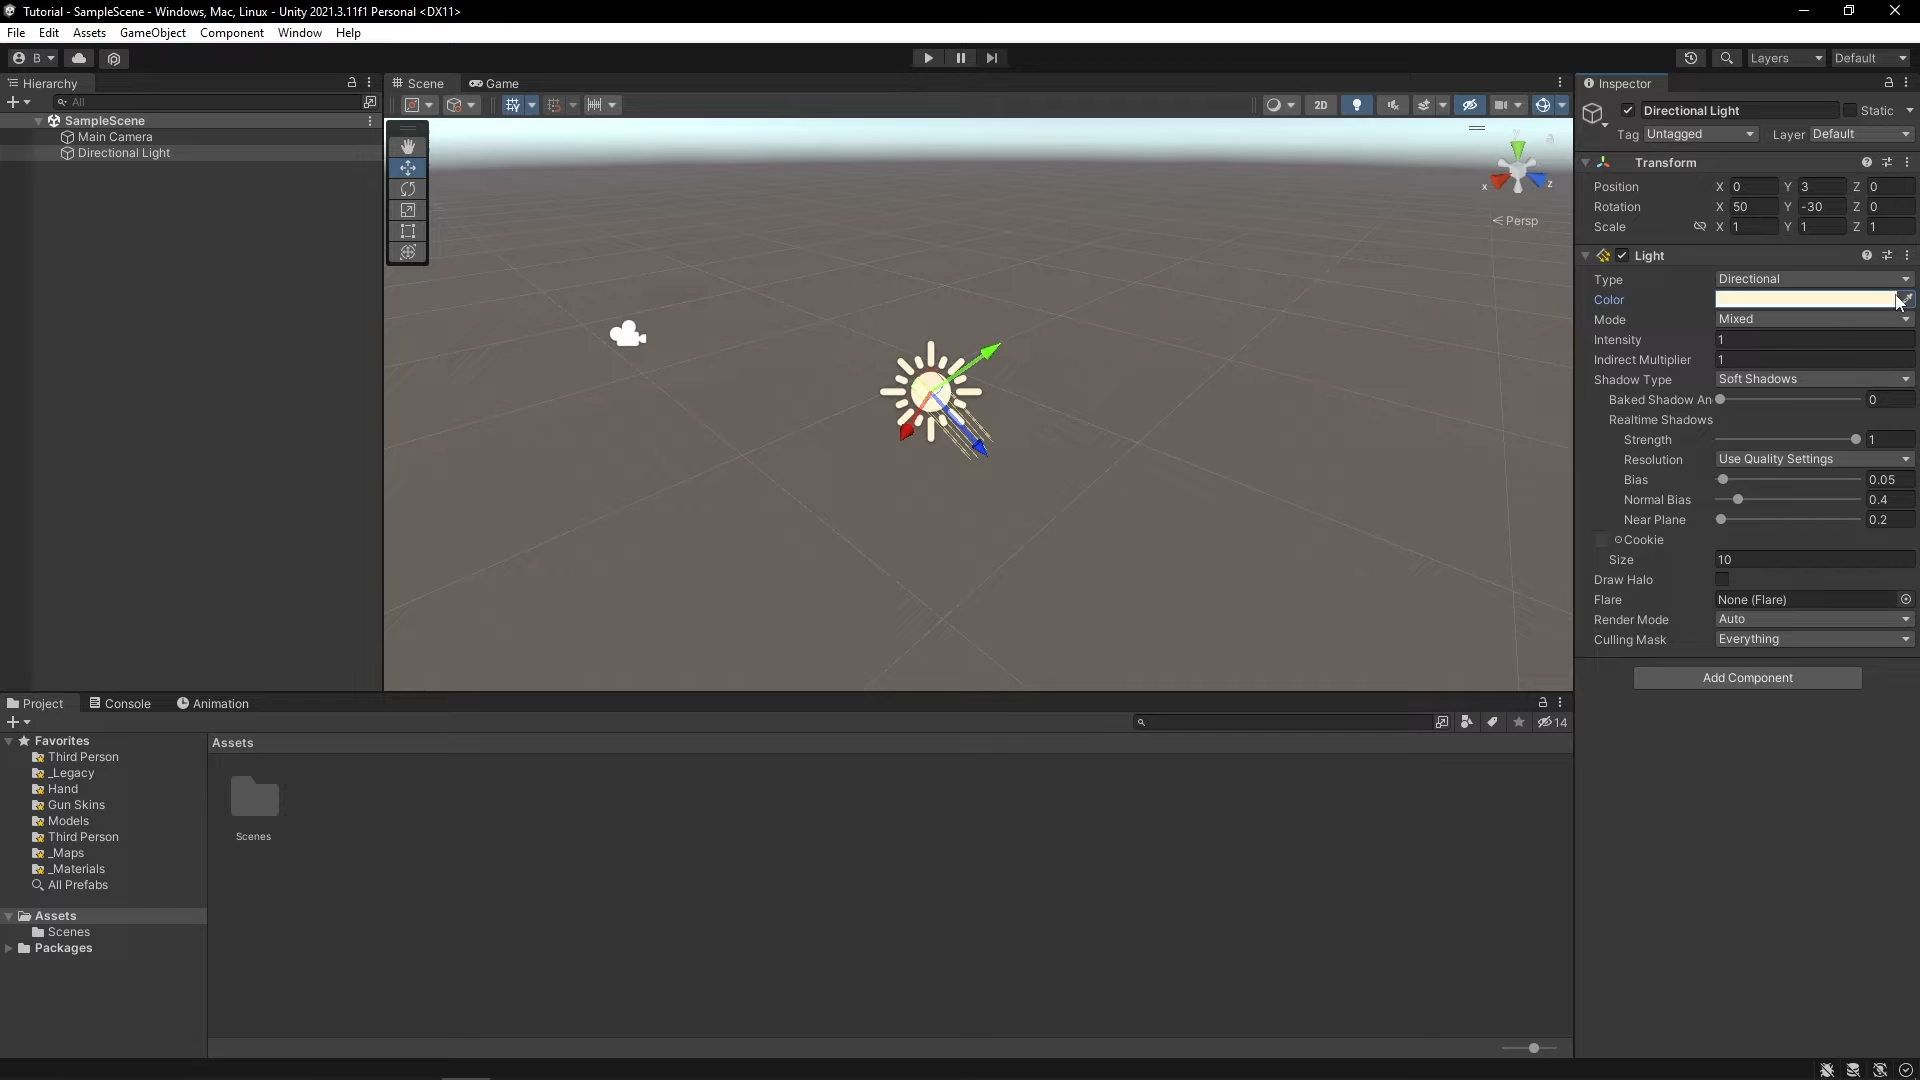 Tutorial - SampleScene - Windows, Mac, Linux - Unity 2021.3.11f1 Personal <DX11>
File Edit Assets GameObject Component Window Help
B Layers Default
Hierarchy
All
SampleScene
Main Camera
Directional Light
Scene Game
2D
y
x
z
Persp
Inspector
Directional Light Static
Tag Untagged Layer Default
Transform
Position X 0 Y 3 Z 0
Rotation X 50 Y -30 Z 0
Scale X 1 Y 1 Z 1
Light
Type Directional
Color
Mode Mixed
Intensity 1
Indirect Multiplier 1
Shadow Type Soft Shadows
Baked Shadow An 0
Realtime Shadows
Strength 1
Resolution Use Quality Settings
Bias 0.05
Normal Bias 0.4
Near Plane 0.2
Cookie
Size 10
Draw Halo
Flare None (Flare)
Render Mode Auto
Culling Mask Everything
Add Component
Project Console Animation
14
Favorites
Third Person
_Legacy
Hand
Gun Skins
Models
Third Person
_Maps
_Materials
All Prefabs
Assets
Scenes
Packages
Assets
Scenes